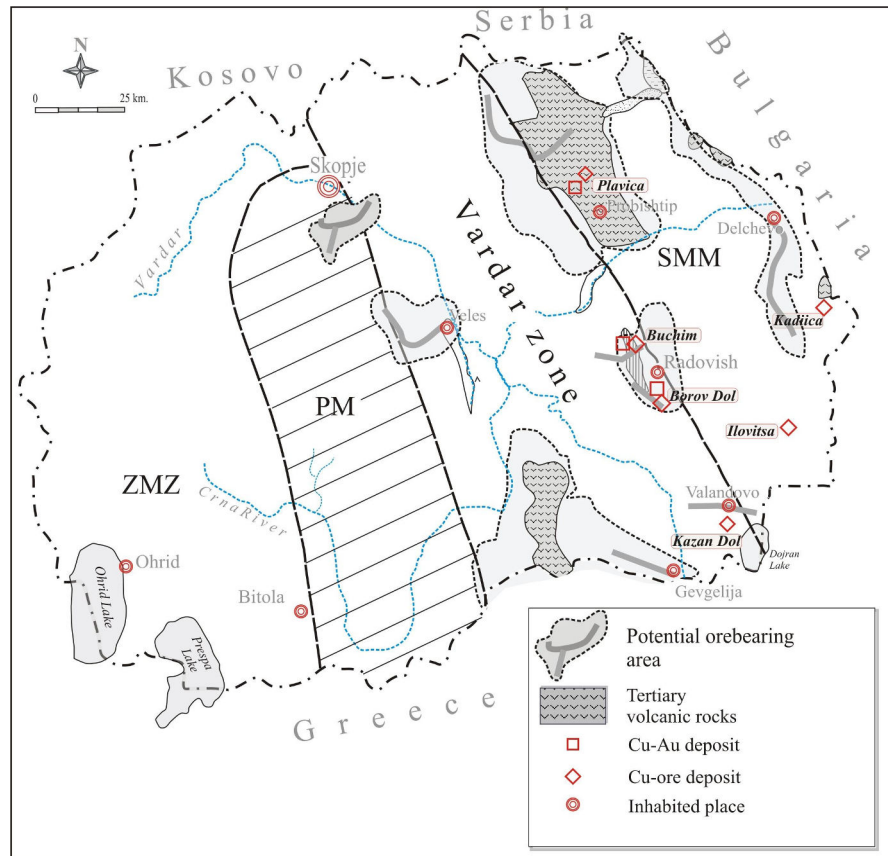 Serbia
Kosovo
Bulgaria
N
0 25 km.
Skopje
Vardar
Plavica
Probishtip
Vardar zone
SMM
Delchevo
Kadiica
Veles
Buchim
Radovish
PM
Borov Dol
Ilovitsa
ZMZ
Crna River
Valandovo
Kazan Dol
Dojran
Lake
Ohrid
Ohrid Lake
Gevgelija
Bitola
Prespa
Lake
Greece
Potential orebearing
area
Tertiary
volcanic rocks
Cu-Au deposit
Cu-ore deposit
Inhabited place